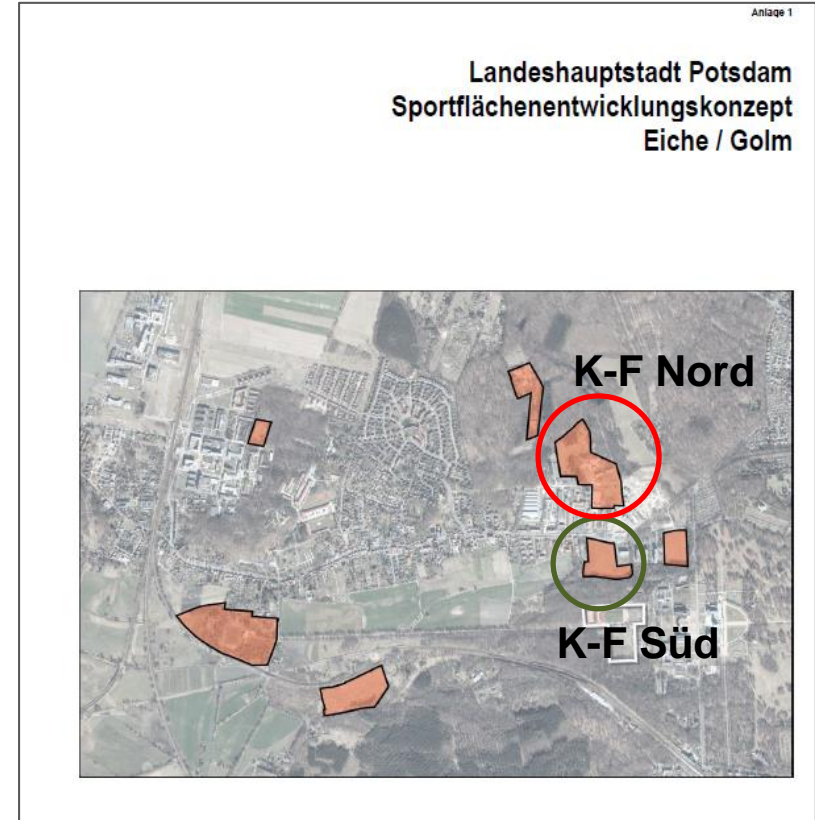 Anlage 1
Landeshauptstadt Potsdam
Sportflächenentwicklungskonzept
Eiche / Golm
K-F Nord
K-F Süd